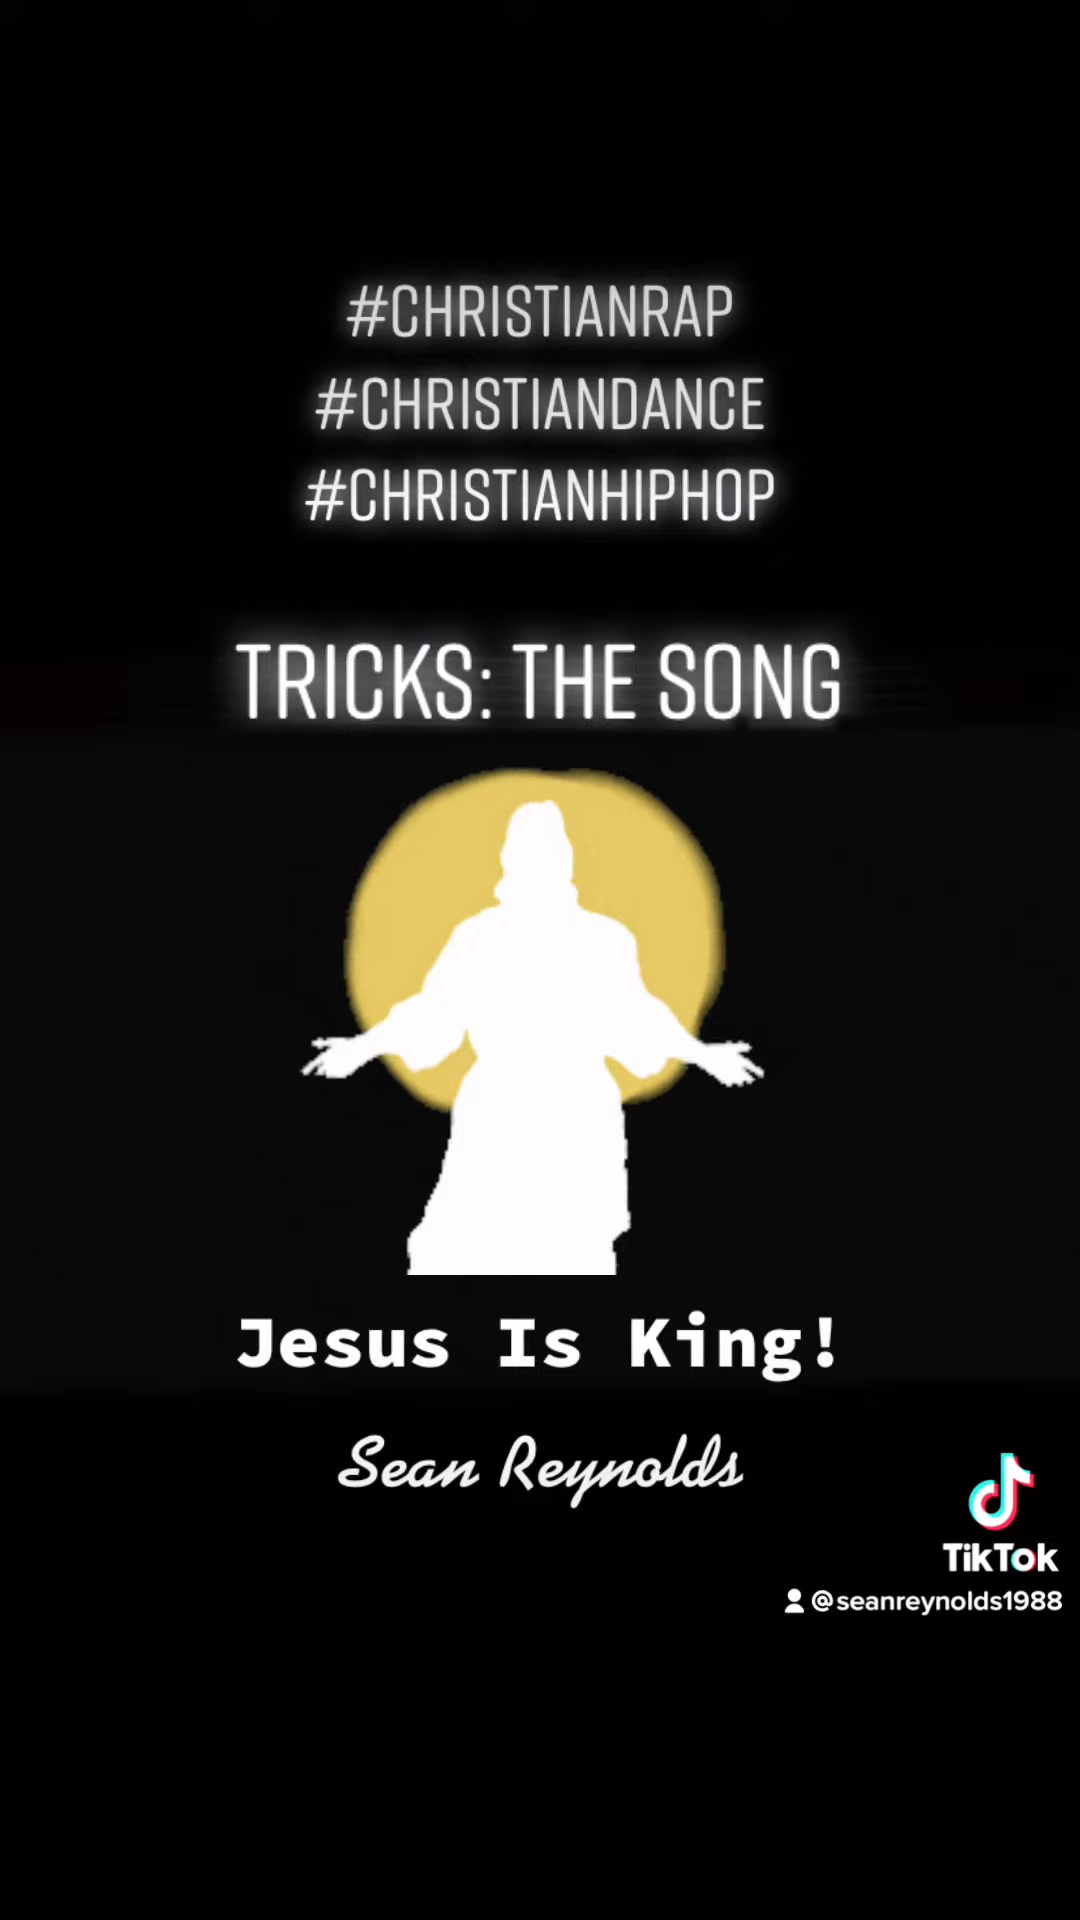 #CHRISTIANRAP
#CHRISTIANDANCE
#CHRISTIANHIPHOP
TRICKS: THE SONG
Jesus Is King!
Sean Reynolds
TikTok
@seanreynolds1988